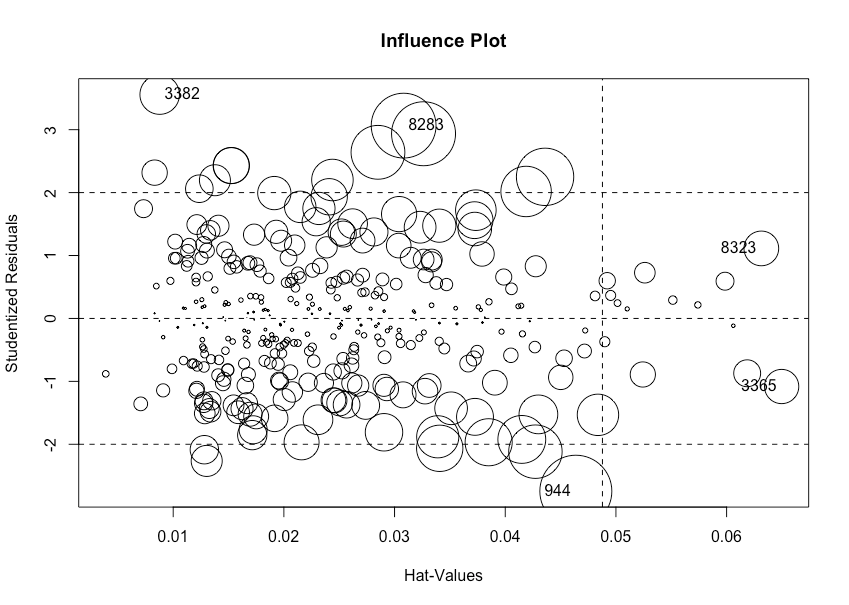 Influence Plot
3382
8283
8323
3365
944
3
2
1
0
-1
-2
Studentized Residuals
0.01 0.02 0.03 0.04 0.05 0.06
Hat-Values